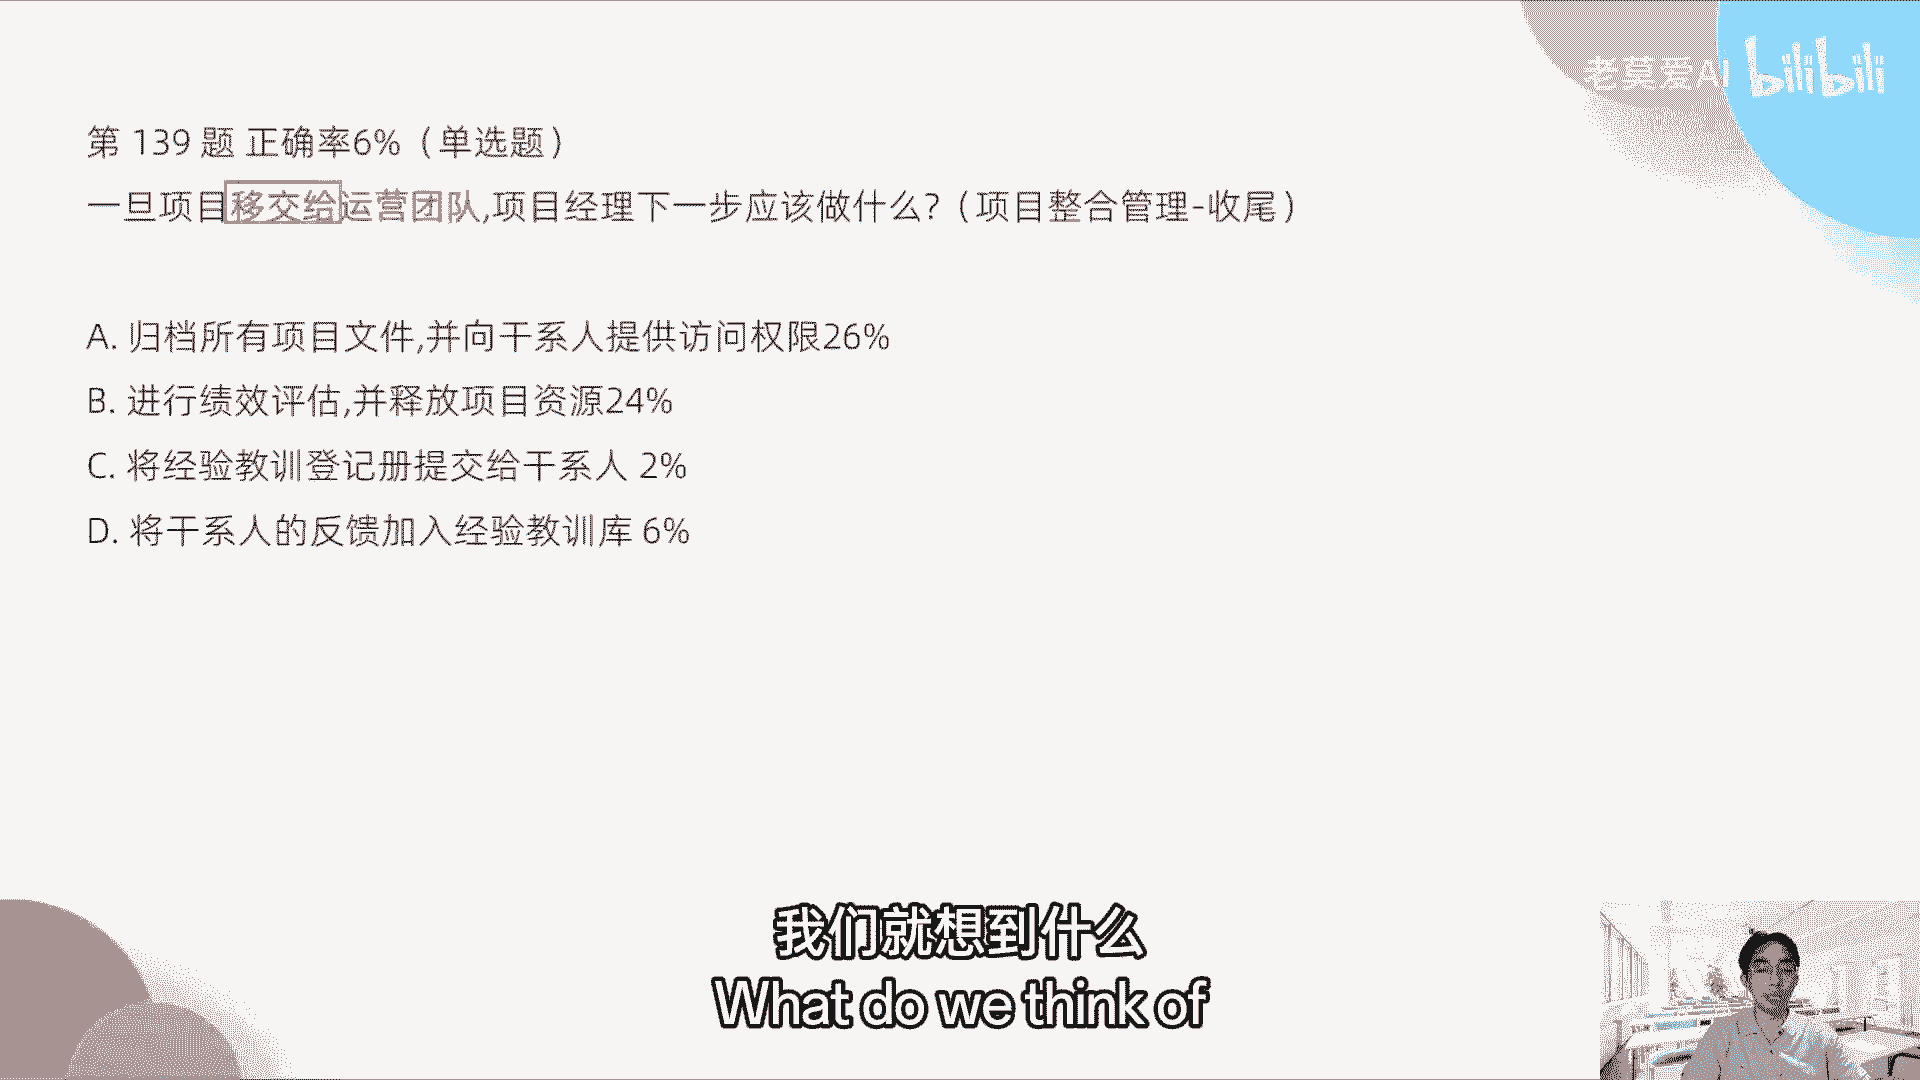 老莫爱AI bilibili
第 139 题 正确率6%（单选题）
一旦项目移交给运营团队,项目经理下一步应该做什么?（项目整合管理-收尾）
A. 归档所有项目文件,并向干系人提供访问权限26%
B. 进行绩效评估,并释放项目资源24%
C. 将经验教训登记册提交给干系人 2%
D. 将干系人的反馈加入经验教训库 6%
我们就想到什么
What do we think of